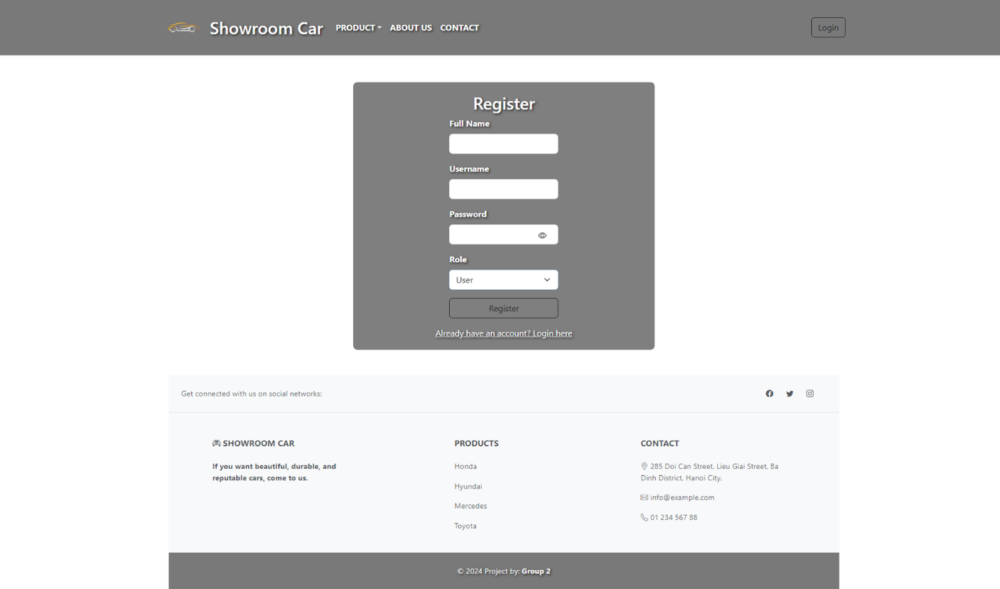 Showroom Car PRODUCT ABOUT US CONTACT Login
Register
Full Name
Username
Password
Role
User
Register
Already have an account? Login here
Get connected with us on social networks:
SHOWROOM CAR
If you want beautiful, durable, and
reputable cars, come to us.
PRODUCTS
Honda
Hyundai
Mercedes
Toyota
CONTACT
285 Doi Can Street, Lieu Giai Street, Ba
Dinh District, Hanoi City.
info@example.com
01 234 567 88
© 2024 Project by: Group 2